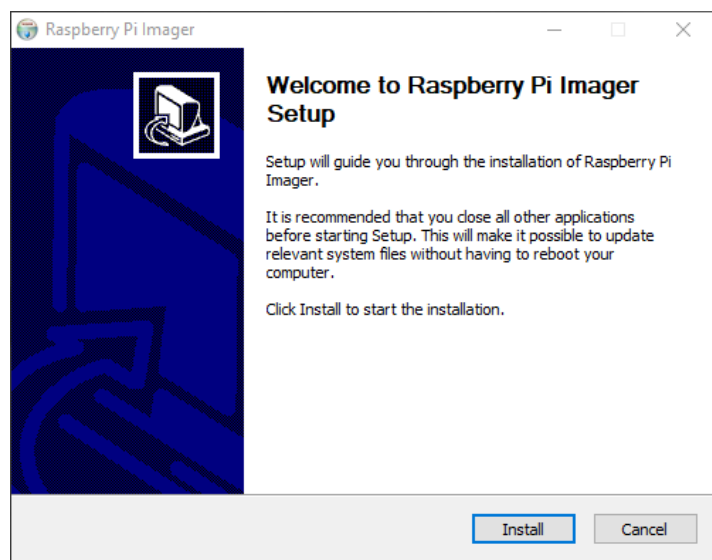 Raspberry Pi Imager
Welcome to Raspberry Pi Imager
Setup
Setup will guide you through the installation of Raspberry Pi
Imager.
It is recommended that you close all other applications
before starting Setup. This will make it possible to update
relevant system files without having to reboot your
computer.
Click Install to start the installation.
Install
Cancel